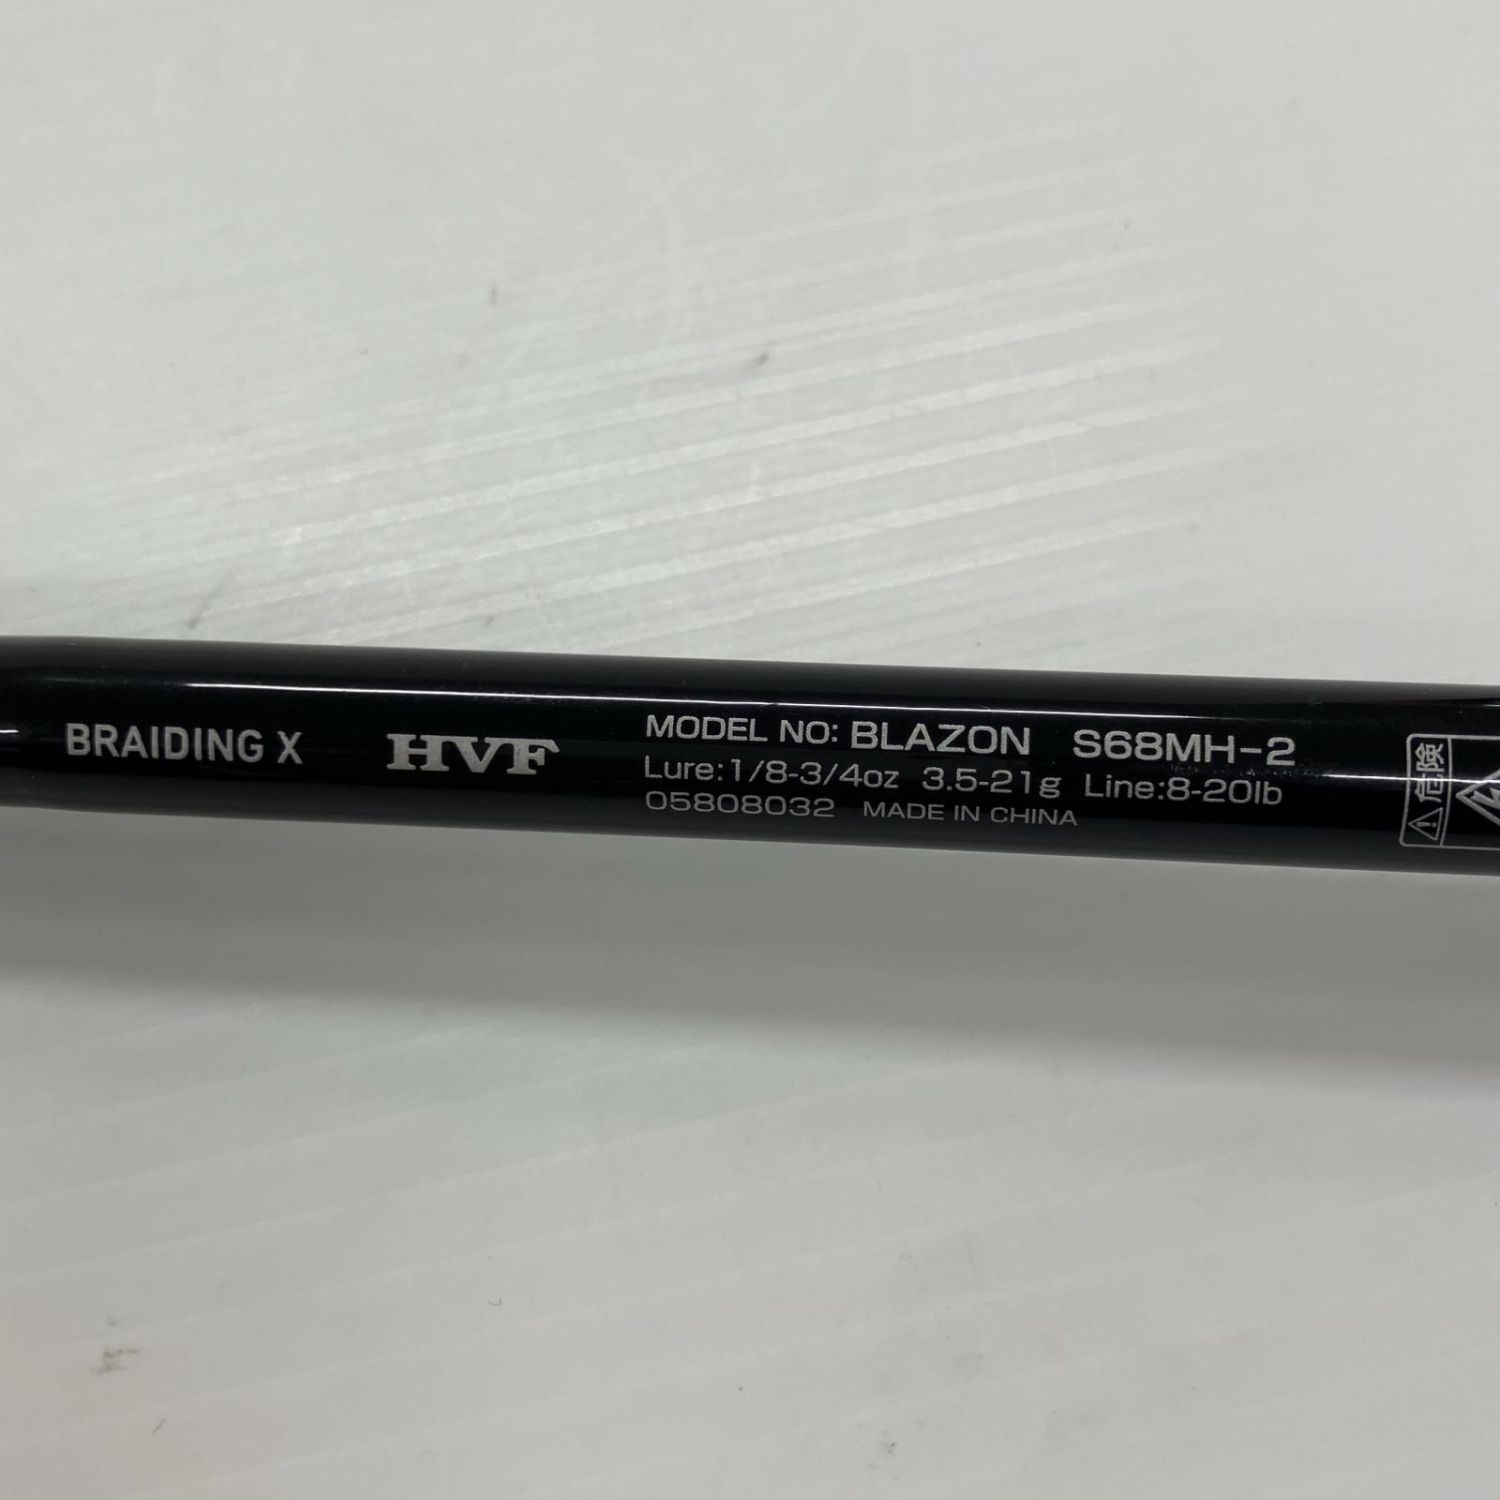 BRAIDING X HVF
MODEL NO: BLAZON S68MH-2
Lure:1/8-3/4oz 3.5-21g Line:8-20lb
05808032 MADE IN CHINA
危険